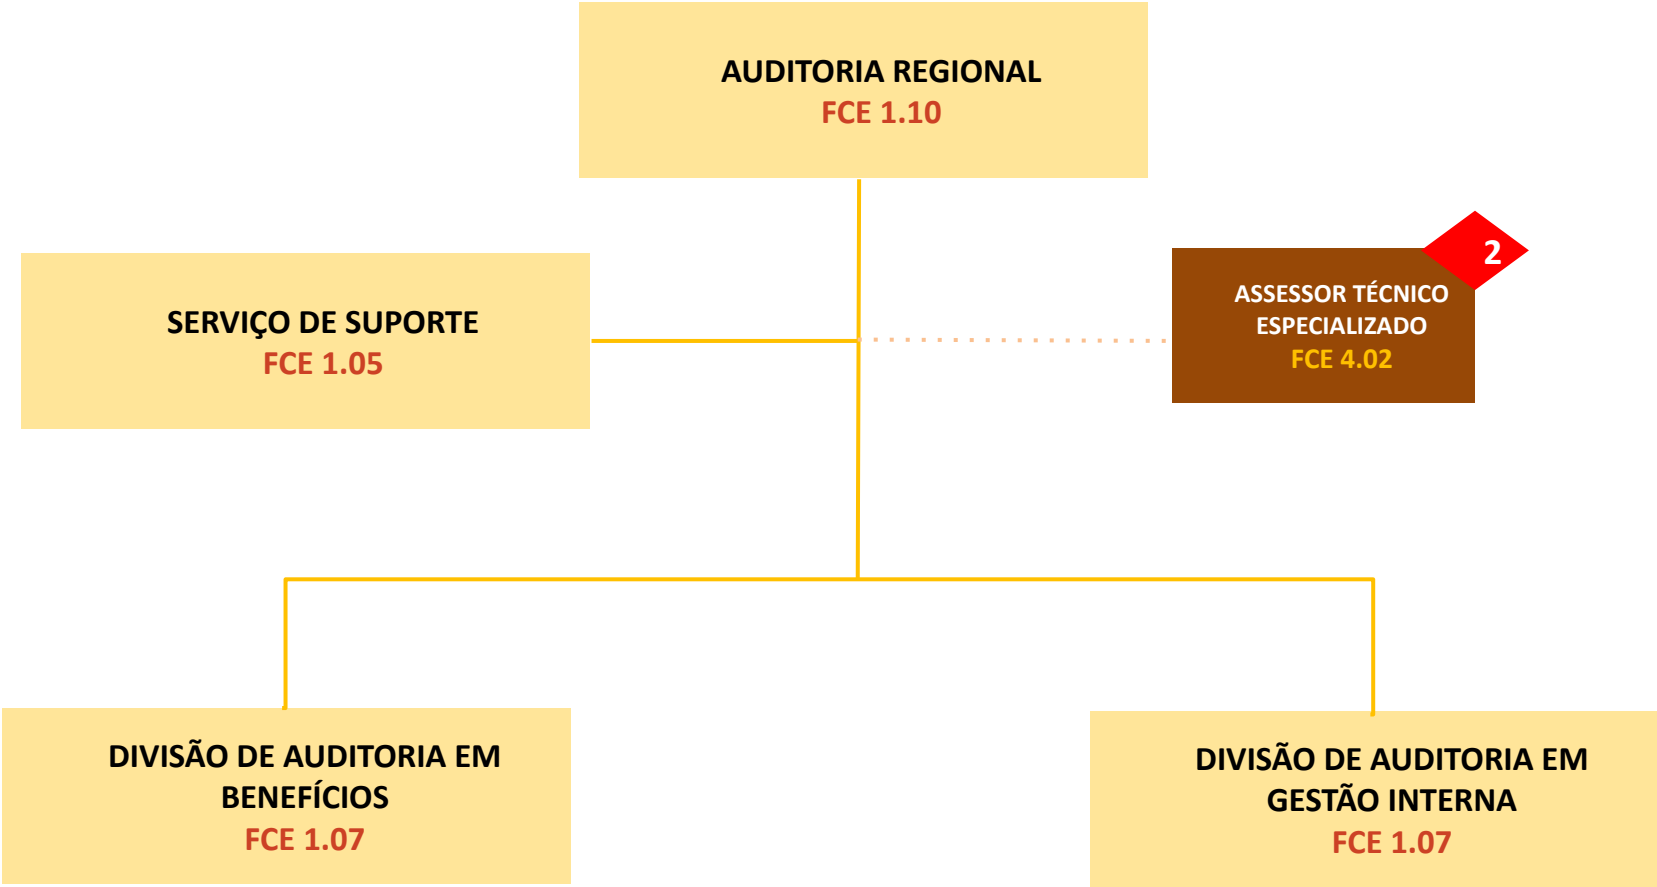 AUDITORIA REGIONAL
FCE 1.10
SERVIÇO DE SUPORTE
FCE 1.05
2
ASSESSOR TÉCNICO
ESPECIALIZADO
FCE 4.02
DIVISÃO DE AUDITORIA EM
BENEFÍCIOS
FCE 1.07
DIVISÃO DE AUDITORIA EM
GESTÃO INTERNA
FCE 1.07